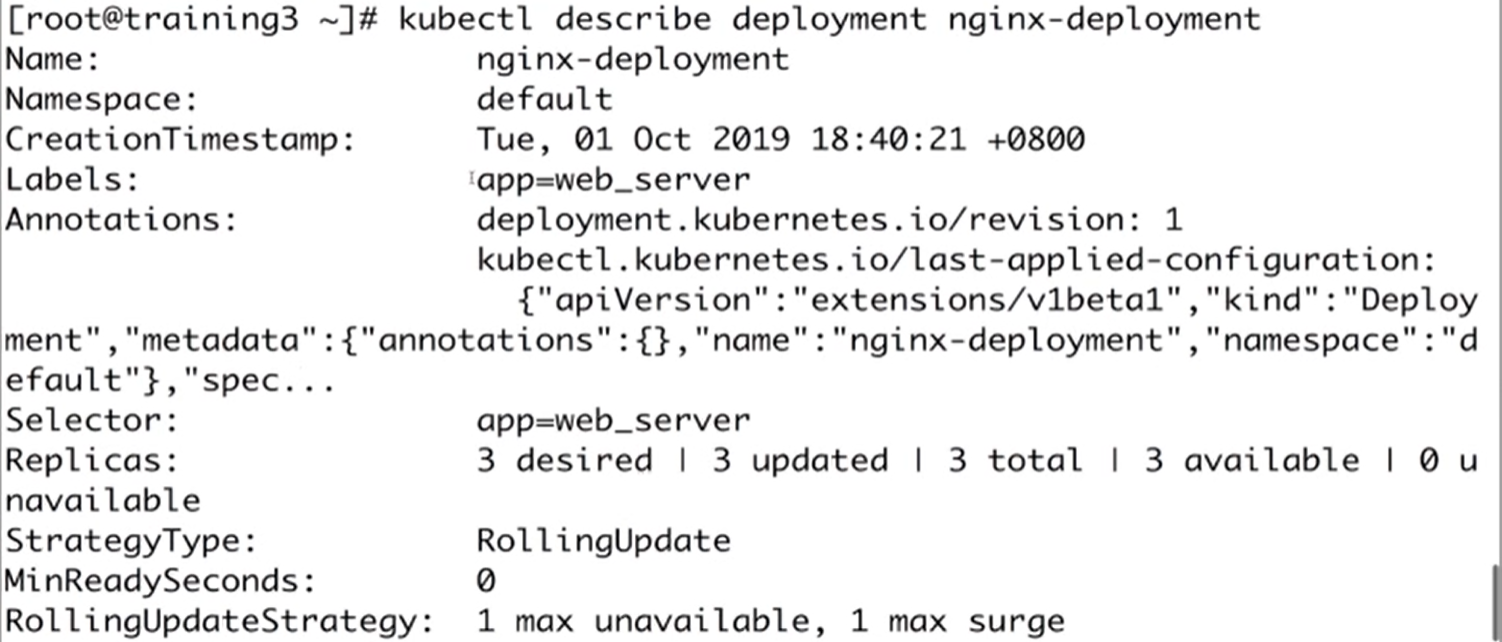 [root@training3 ~]# kubectl describe deployment nginx-deployment
Name:                   nginx-deployment
Namespace:              default
CreationTimestamp:      Tue, 01 Oct 2019 18:40:21 +0800
Labels:                 app=web_server
Annotations:            deployment.kubernetes.io/revision: 1
                        kubectl.kubernetes.io/last-applied-configuration:
                          {"apiVersion":"extensions/v1beta1","kind":"Deploy
ment","metadata":{"annotations":{},"name":"nginx-deployment","namespace":"d
efault"},"spec...
Selector:               app=web_server
Replicas:               3 desired | 3 updated | 3 total | 3 available | 0 u
navailable
StrategyType:           RollingUpdate
MinReadySeconds:        0
RollingUpdateStrategy:  1 max unavailable, 1 max surge